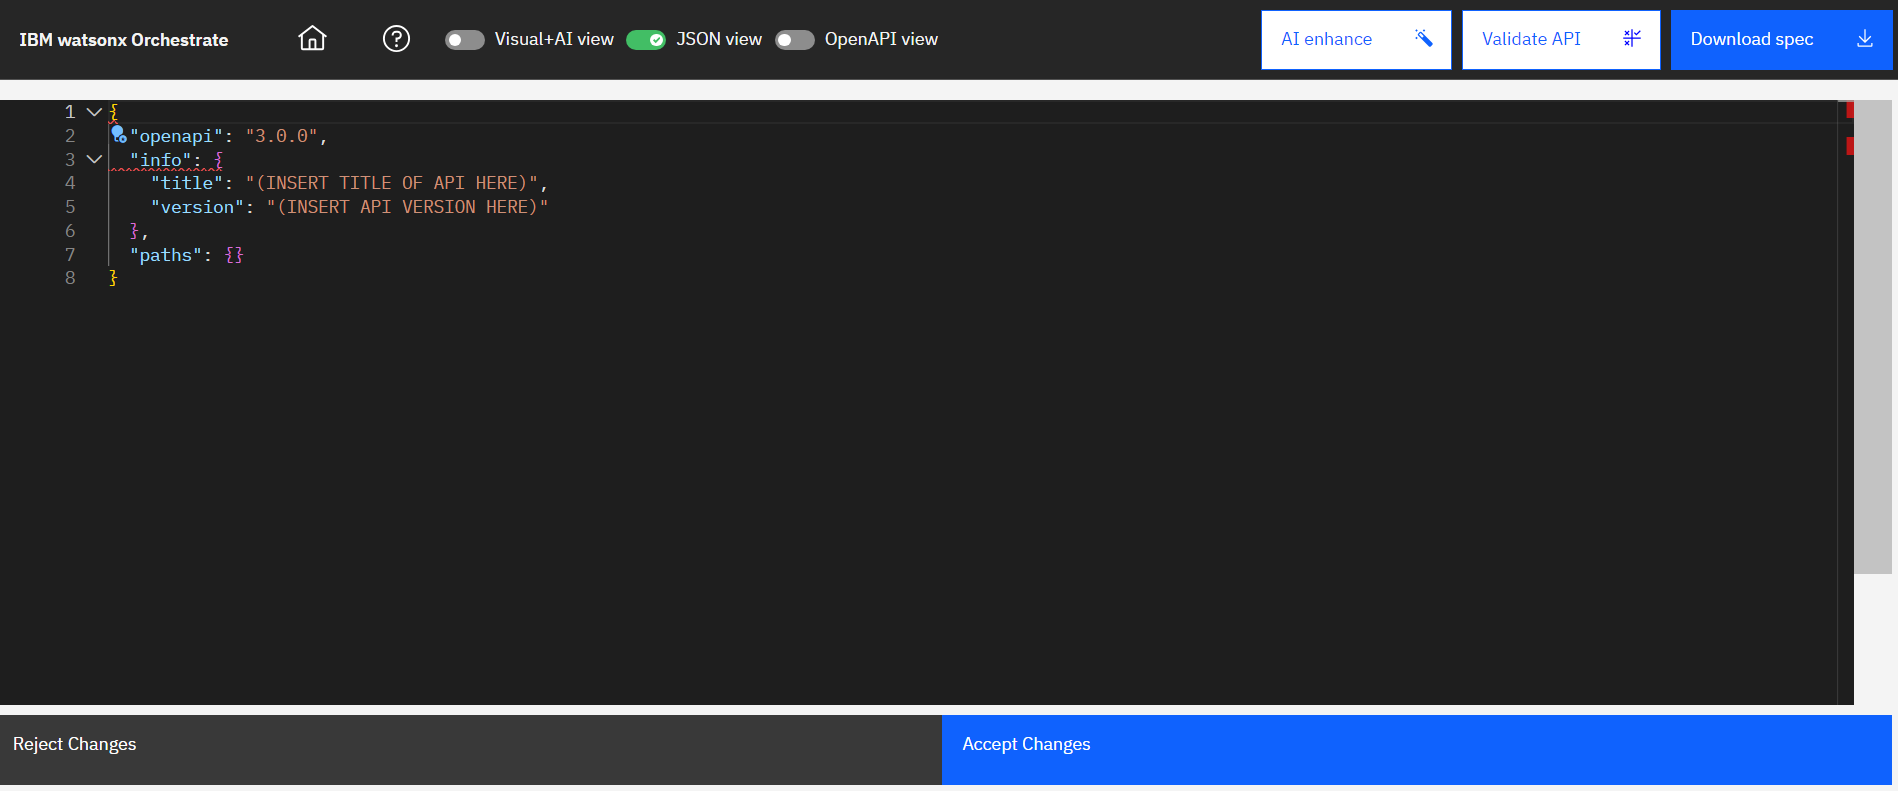 IBM watsonx Orchestrate
Visual+AI view
JSON view
OpenAPI view
AI enhance
Validate API
Download spec
1 {
2 "openapi": "3.0.0",
3 "info": {
4 "title": "(INSERT TITLE OF API HERE)",
5 "version": "(INSERT API VERSION HERE)"
6 },
7 "paths": {}
8 }
Reject Changes
Accept Changes